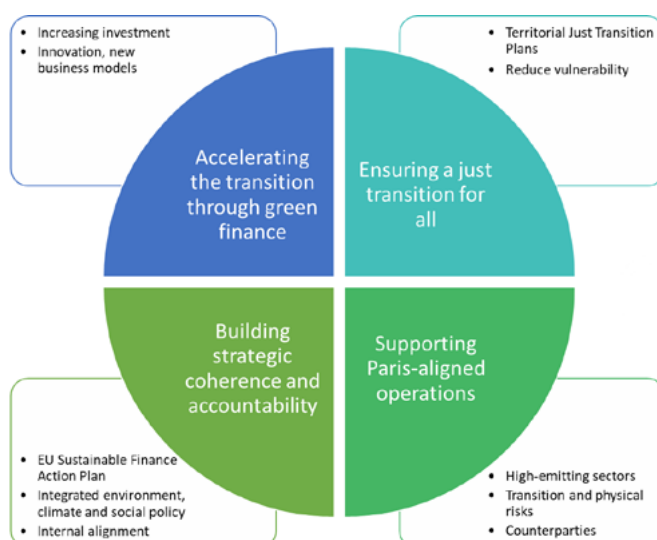 • Increasing investment
• Innovation, new
business models
• Territorial Just Transition
Plans
• Reduce vulnerability
Accelerating
the transition
through green
finance
Ensuring a just
transition for
all
Building
strategic
coherence and
accountability
Supporting
Paris-aligned
operations
• EU Sustainable Finance
Action Plan
• Integrated environment,
climate and social policy
• Internal alignment
• High-emitting sectors
• Transition and physical
risks
• Counterparties